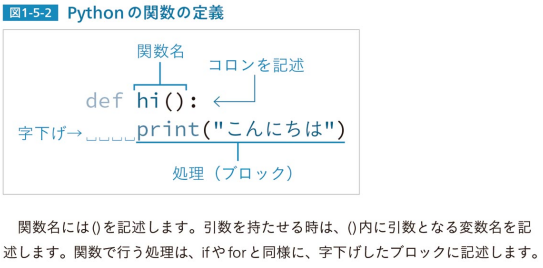 図1-5-2 Pythonの関数の定義
関数名
コロンを記述
def hi():
字下げ→ ␣␣␣␣print("こんにちは")
処理（ブロック）
関数名には()を記述します。引数を持たせる時は、()内に引数となる変数名を記
述します。関数で行う処理は、ifやforと同様に、字下げしたブロックに記述します。